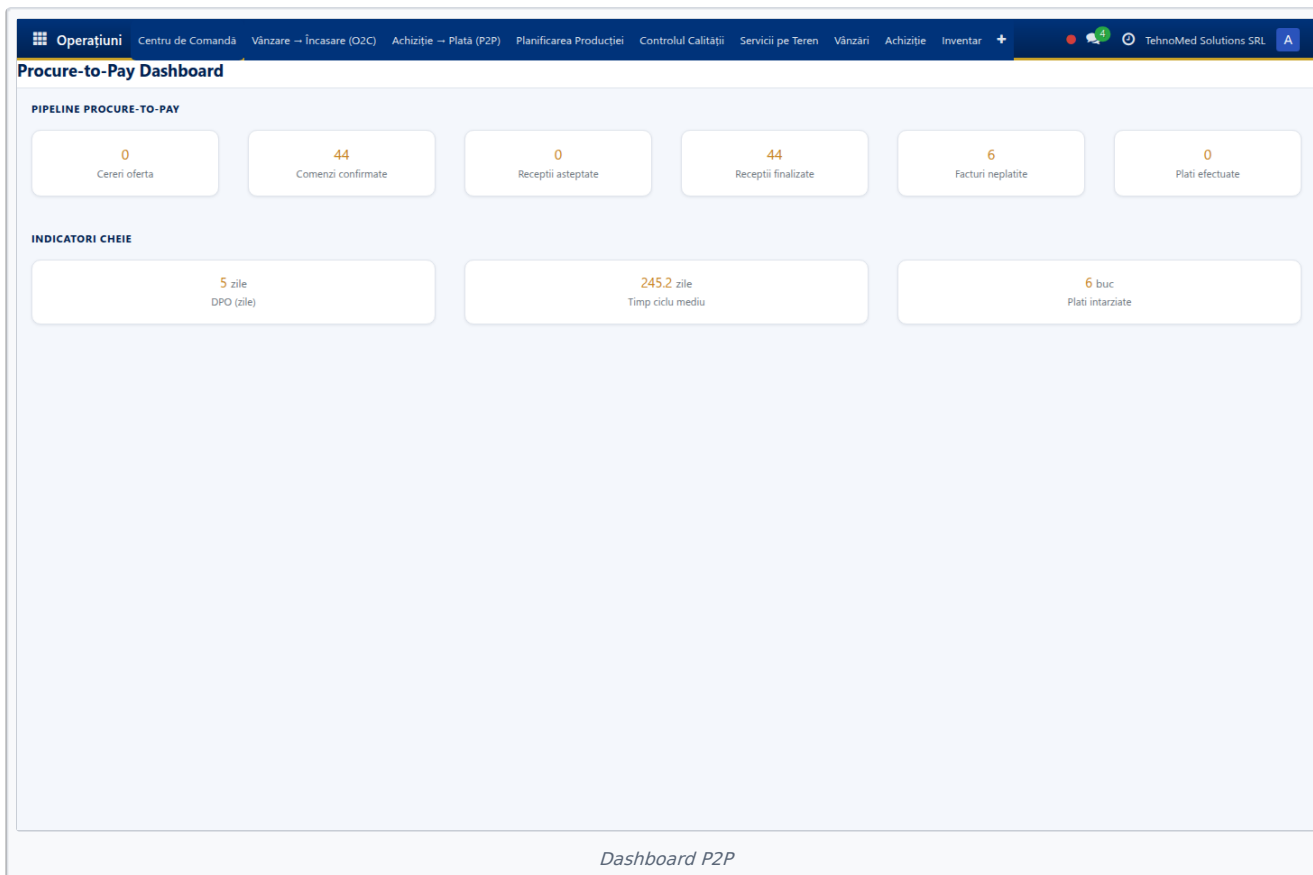 Operațiuni Centru de Comandă Vânzare → Încasare (O2C) Achiziție → Plată (P2P) Planificarea Producției Controlul Calității Servicii pe Teren Vânzări Achiziție Inventar + 4 TehnoMed Solutions SRL A
Procure-to-Pay Dashboard
PIPELINE PROCURE-TO-PAY
0 44 0 44 6 0
Cereri oferta Comenzi confirmate Receptii asteptate Receptii finalizate Facturi neplatite Plati efectuate
INDICATORI CHEIE
5 zile 245.2 zile 6 buc
DPO (zile) Timp ciclu mediu Plati intarziate
Dashboard P2P